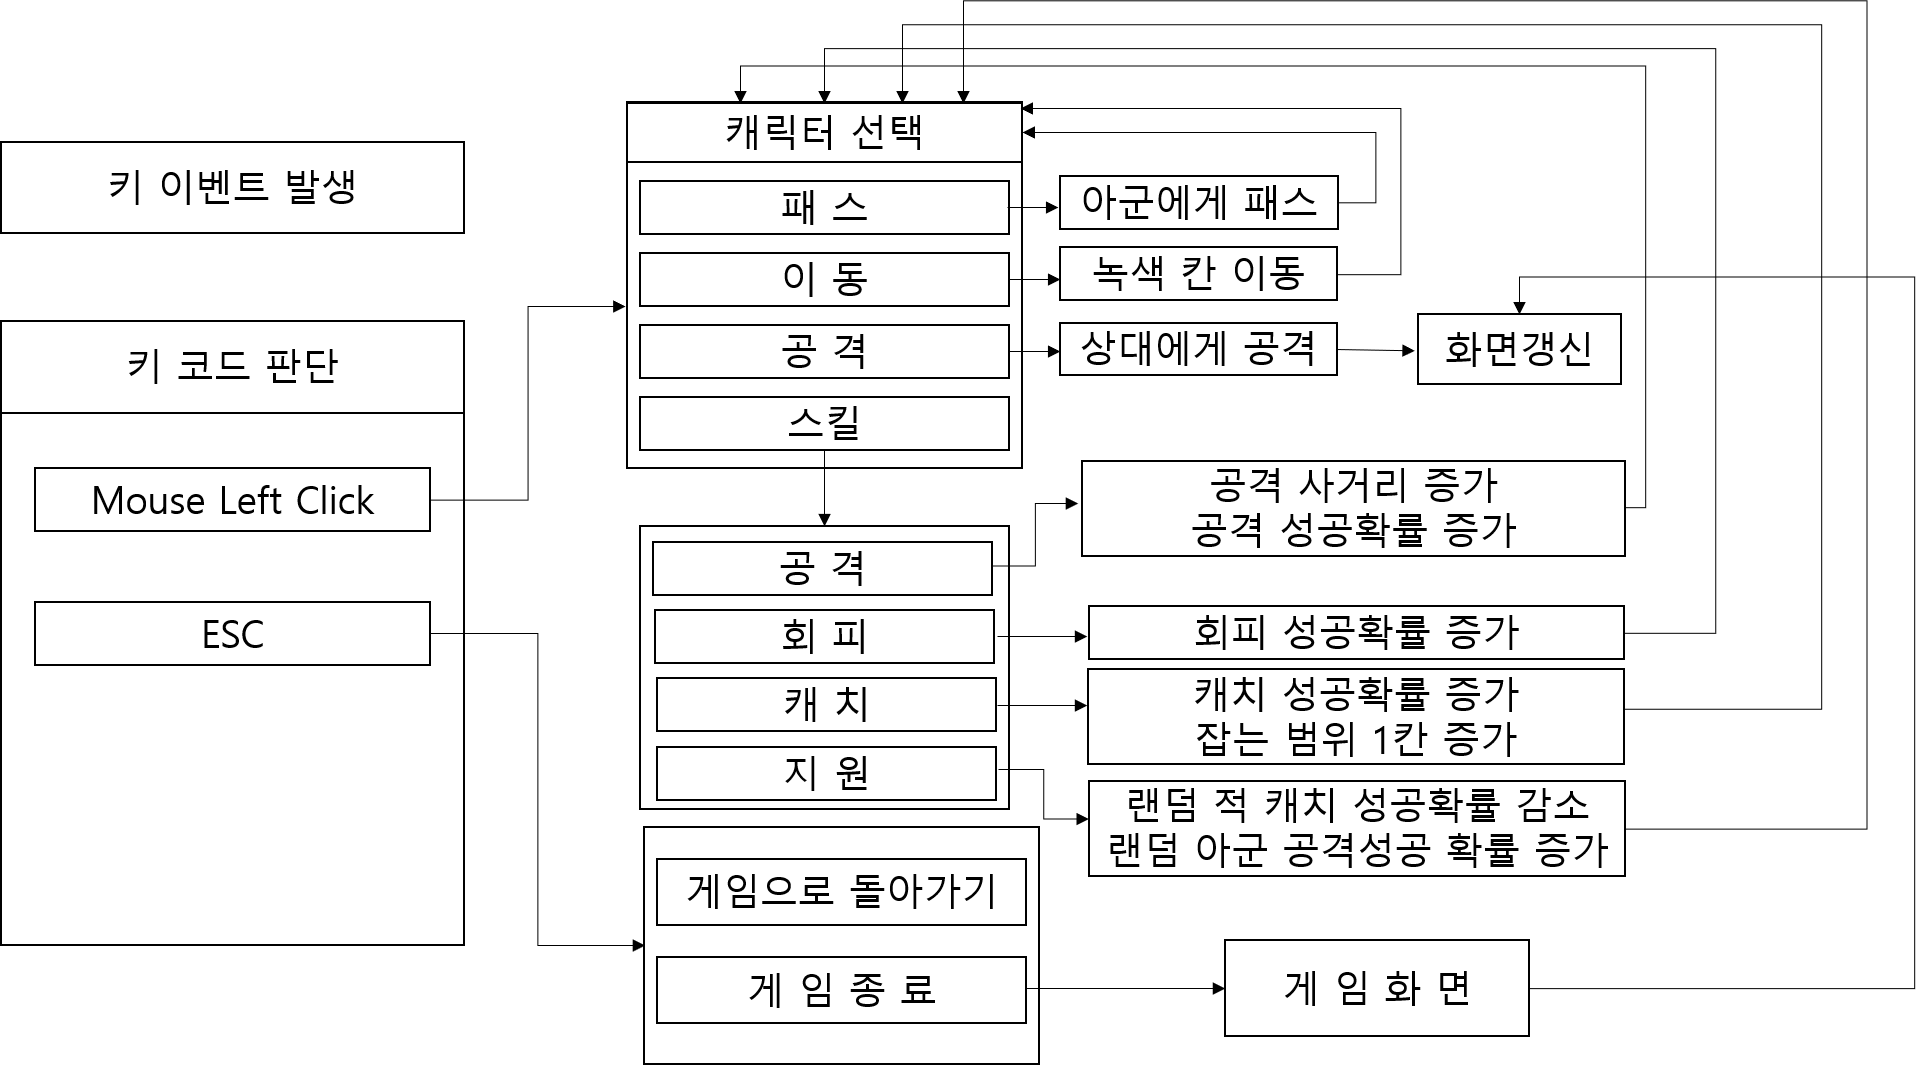 키 이벤트 발생
키 코드 판단
Mouse Left Click
ESC
캐릭터 선택
패 스
이 동
공 격
스킬
아군에게 패스
녹색 칸 이동
상대에게 공격
화면갱신
공 격
회 피
캐 치
지 원
공격 사거리 증가
공격 성공확률 증가
회피 성공확률 증가
캐치 성공확률 증가
잡는 범위 1칸 증가
랜덤 적 캐치 성공확률 감소
랜덤 아군 공격성공 확률 증가
게임으로 돌아가기
게 임 종 료
게 임 화 면